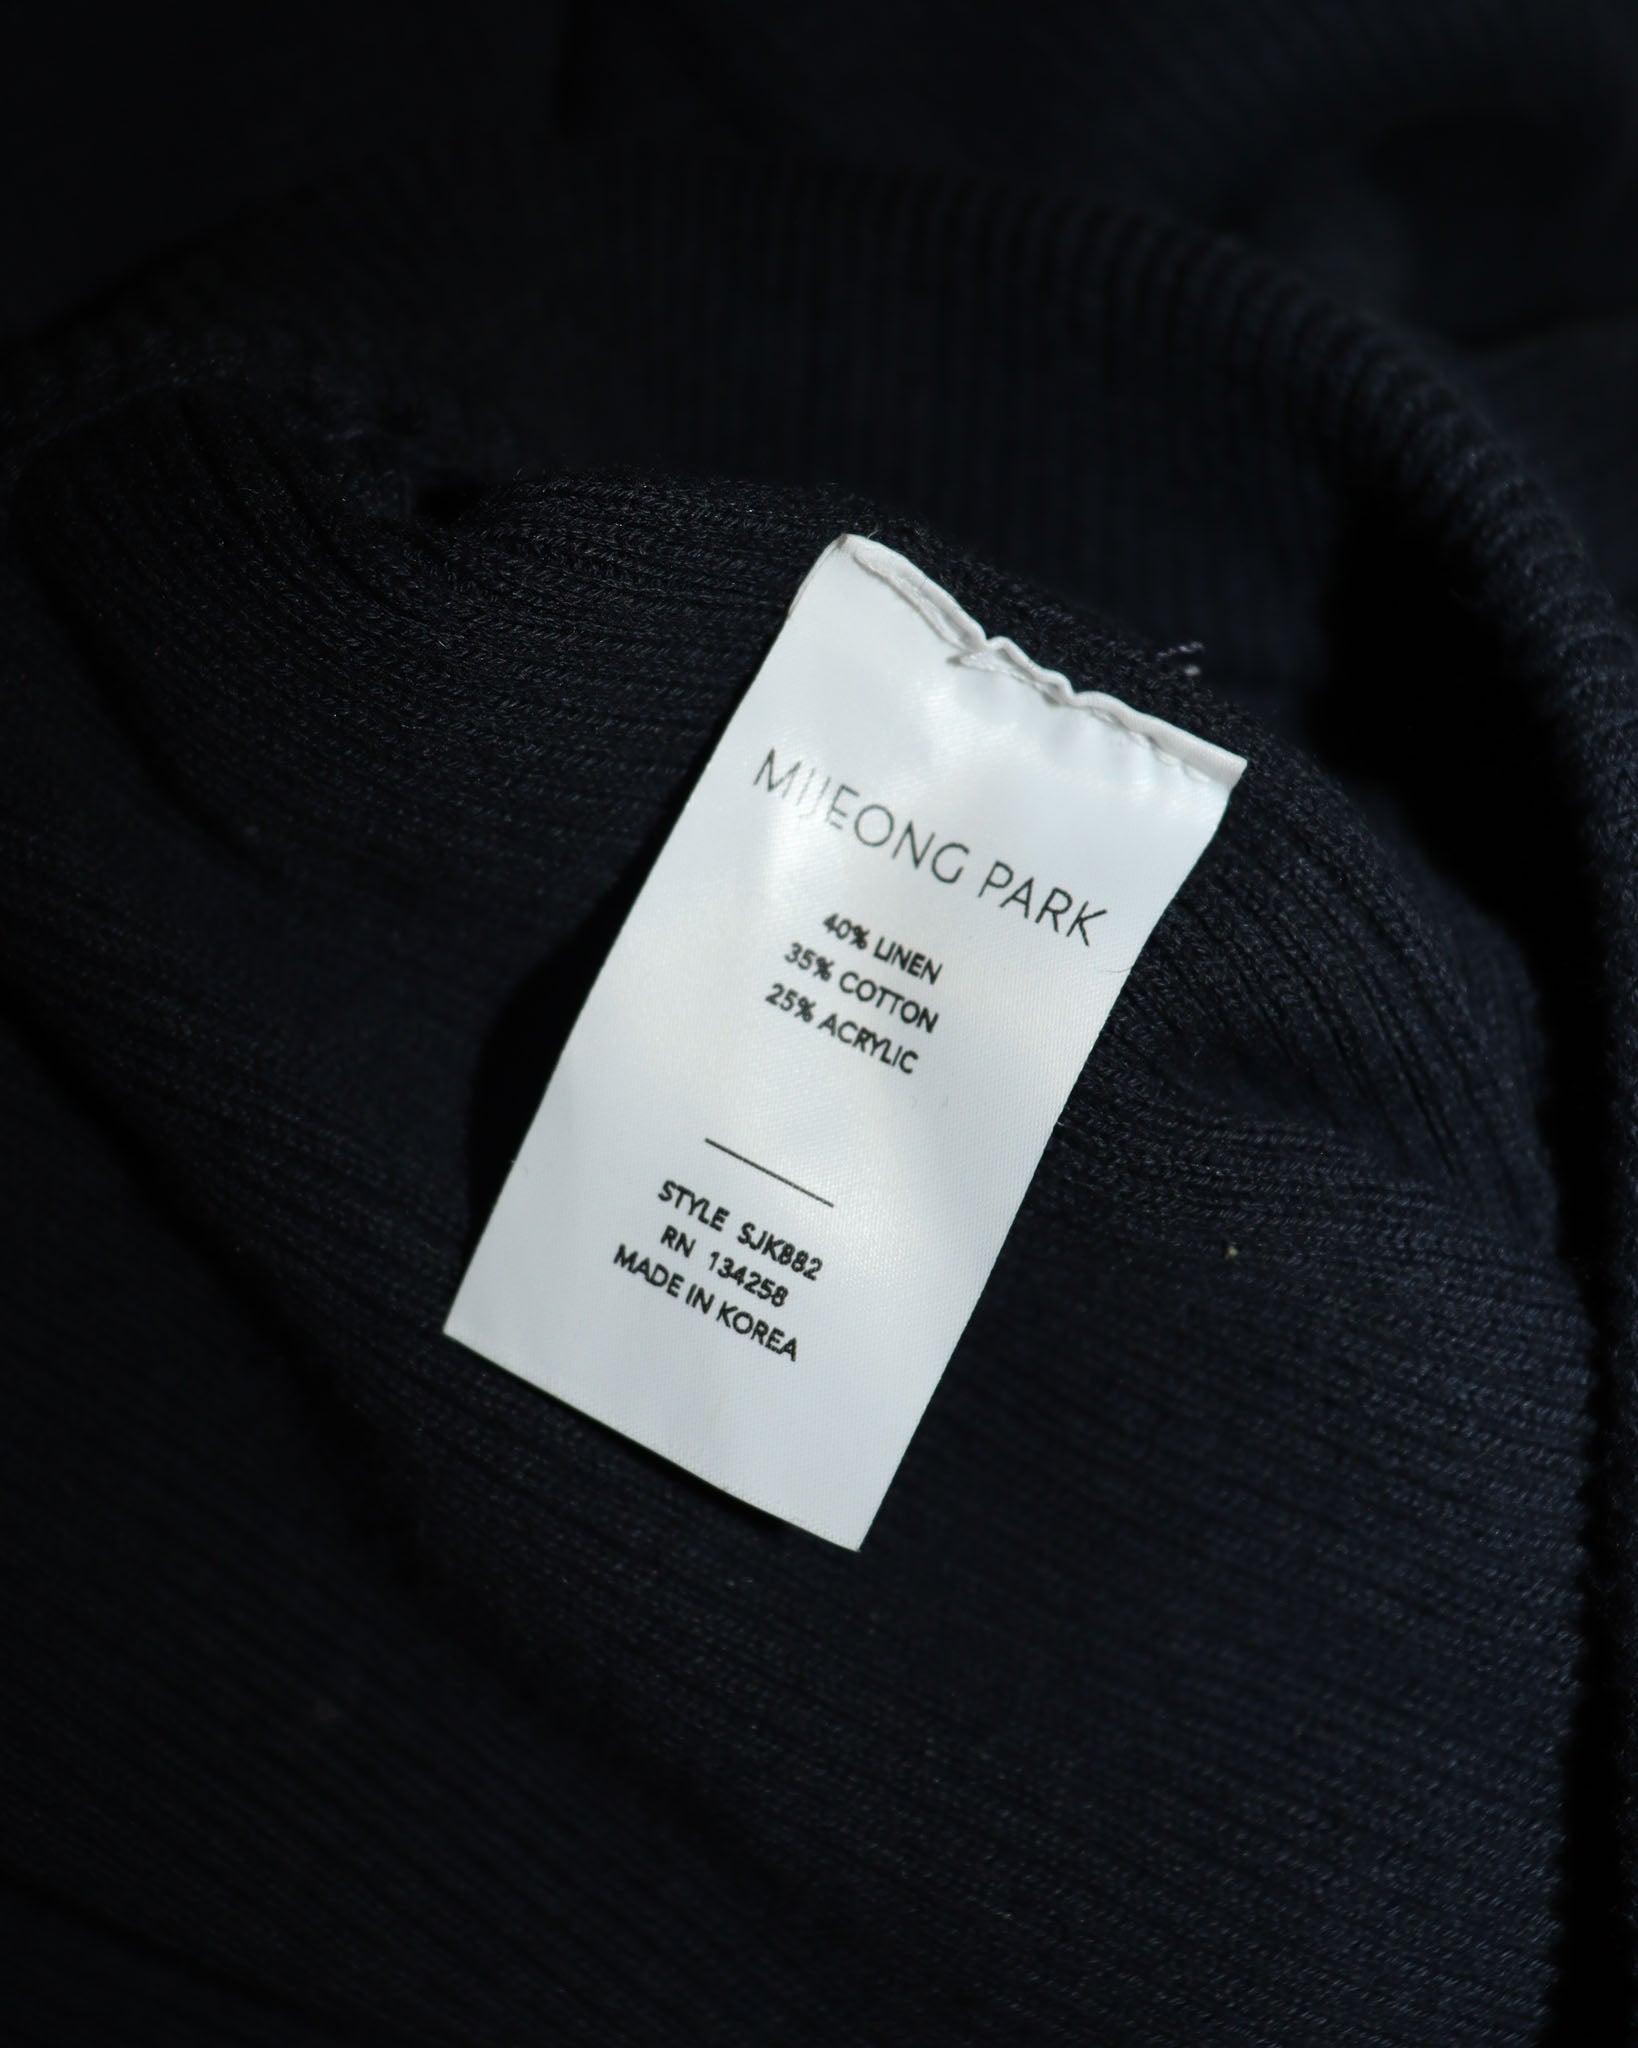 MIJEONG PARK
40% LINEN
35% COTTON
25% ACRYLIC
STYLE SJK882
RN 134258
MADE IN KOREA